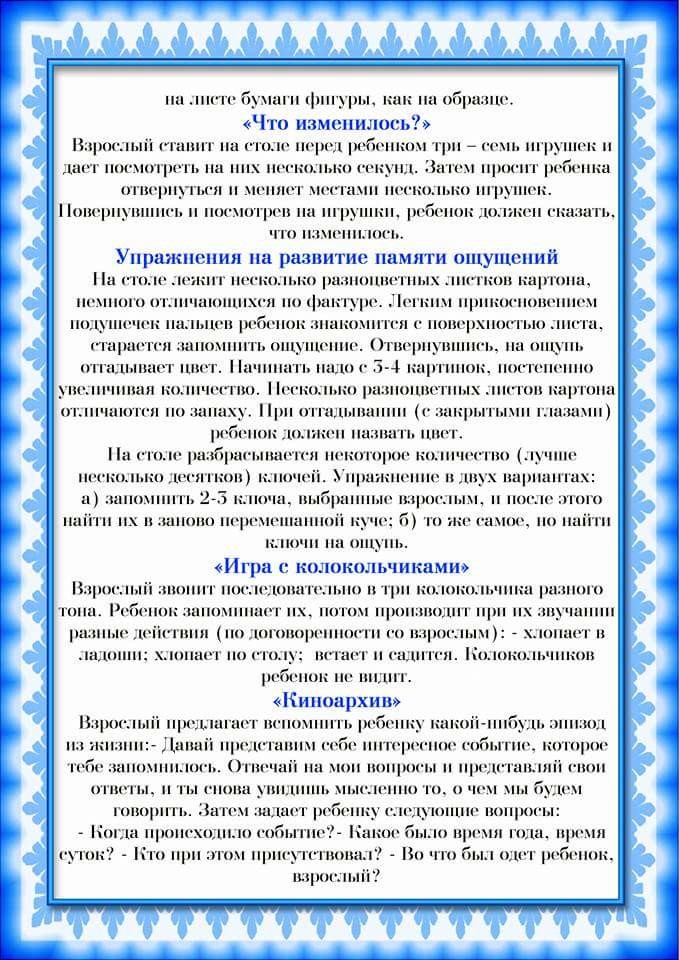 на листе бумаги фигуры, как на образце.
«Что изменилось?»
Взрослый ставит на столе перед ребенком три – семь игрушек и
дает посмотреть на них несколько секунд. Затем просит ребенка
отвернуться и меняет местами несколько игрушек.
Повернувшись и посмотрев на игрушки, ребенок должен сказать,
что изменилось.
Упражнения на развитие памяти ощущений
На столе лежит несколько разноцветных листков картона,
немного отличающихся по фактуре. Легким прикосновением
подушечек пальцев ребенок знакомится с поверхностью листа,
старается запомнить ощущение. Отвернувшись, на ощупь
отгадывает цвет. Начинать надо с 3-4 картинок, постепенно
увеличивая количество. Несколько разноцветных листов картона
отличаются по запаху. При отгадывании (с закрытыми глазами)
ребенок должен назвать цвет.
На столе разбрасывается некоторое количество (лучше
несколько десятков) ключей. Упражнение в двух вариантах:
а) запомнить 2-3 ключа, выбранные взрослым, и после этого
найти их в заново перемешанной куче; б) то же самое, но найти
ключи на ощупь.
«Игра с колокольчиками»
Взрослый звонит последовательно в три колокольчика разного
тона. Ребенок запоминает их, потом производит при их звучании
разные действия (по договоренности со взрослым): - хлопает в
ладоши; хлопает по столу; встает и садится. Колокольчиков
ребенок не видит.
«Киноархив»
Взрослый предлагает вспомнить ребенку какой-нибудь эпизод
из жизни:- Давай представим себе интересное событие, которое
тебе запомнилось. Отвечай на мои вопросы и представляй свои
ответы, и ты снова увидишь мысленно то, о чем мы будем
говорить. Затем задает ребенку следующие вопросы:
- Когда происходило событие?- Какое было время года, время
суток? - Кто при этом присутствовал? - Во что был одет ребенок,
взрослый?